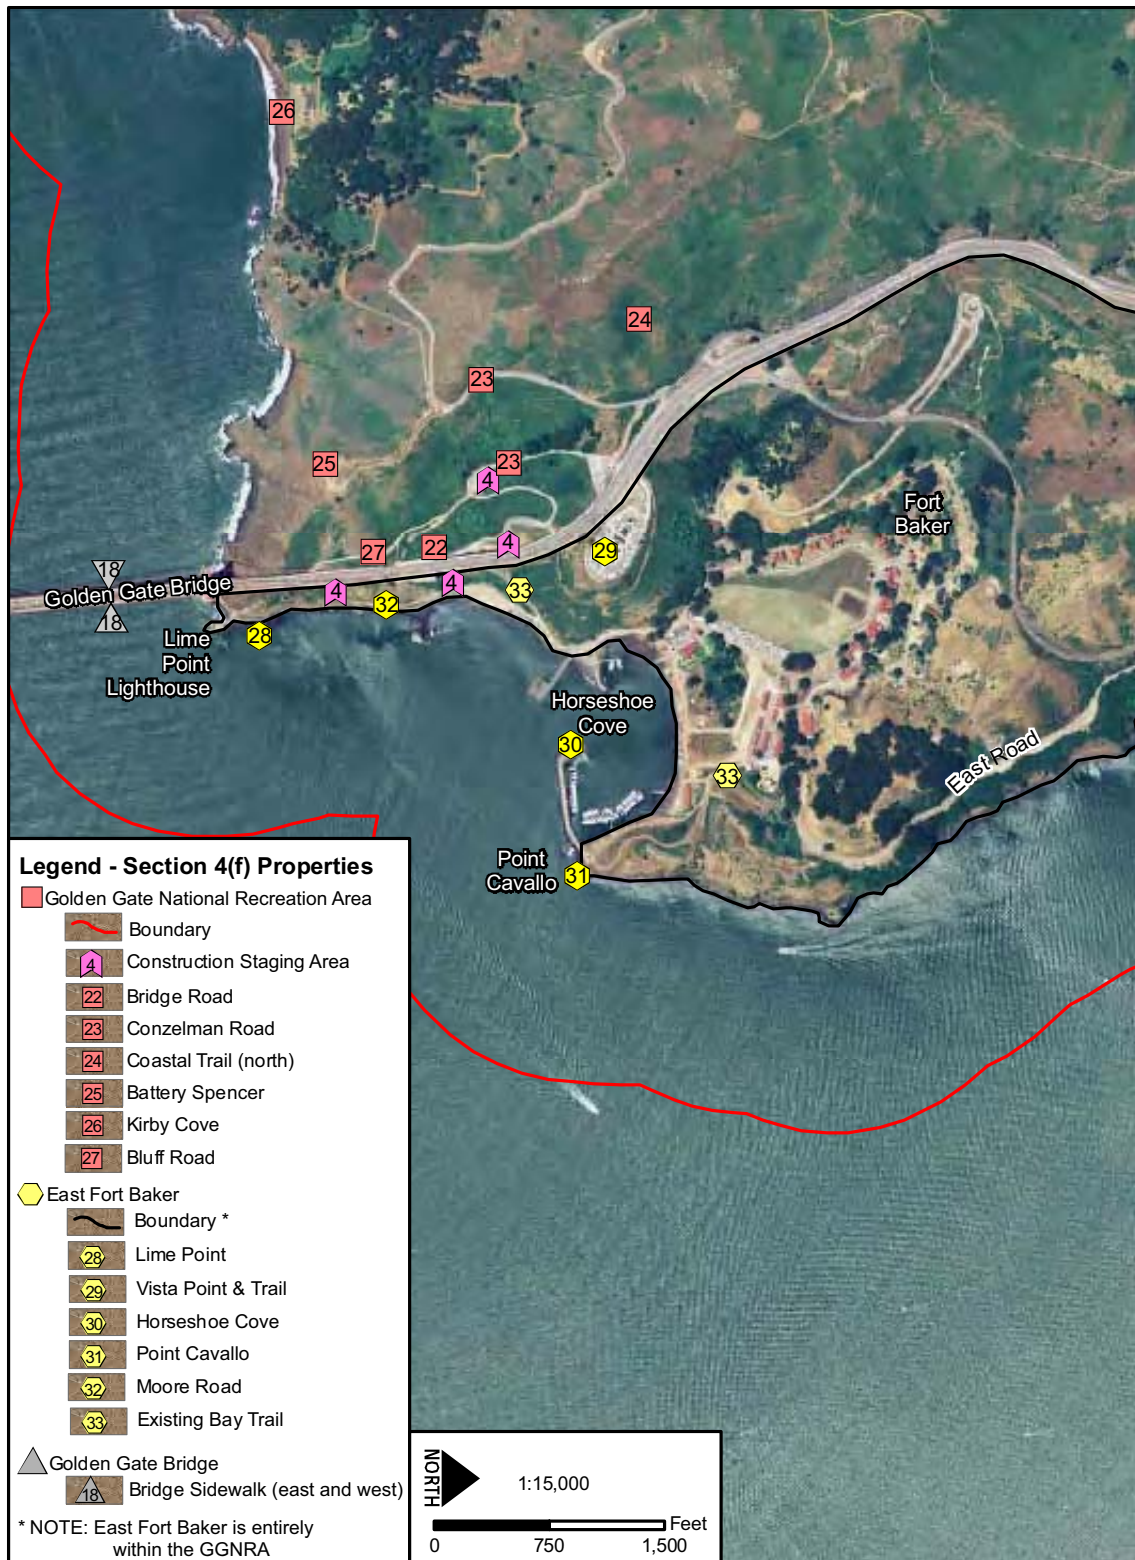 26
24
23
23
25
4
Fort
Baker
22
4
27
29
18
Golden Gate Bridge
4
4
33
32
18
28
Lime
Point
Lighthouse
Horseshoe
Cove
30
33
East Road
Point
Cavallo
31
Legend - Section 4(f) Properties
Golden Gate National Recreation Area
Boundary
4 Construction Staging Area
22 Bridge Road
23 Conzelman Road
24 Coastal Trail (north)
25 Battery Spencer
26 Kirby Cove
27 Bluff Road
East Fort Baker
Boundary *
28 Lime Point
29 Vista Point & Trail
30 Horseshoe Cove
31 Point Cavallo
32 Moore Road
33 Existing Bay Trail
Golden Gate Bridge
18 Bridge Sidewalk (east and west)
* NOTE: East Fort Baker is entirely
within the GGNRA
NORTH
1:15,000
Feet
0 750 1,500